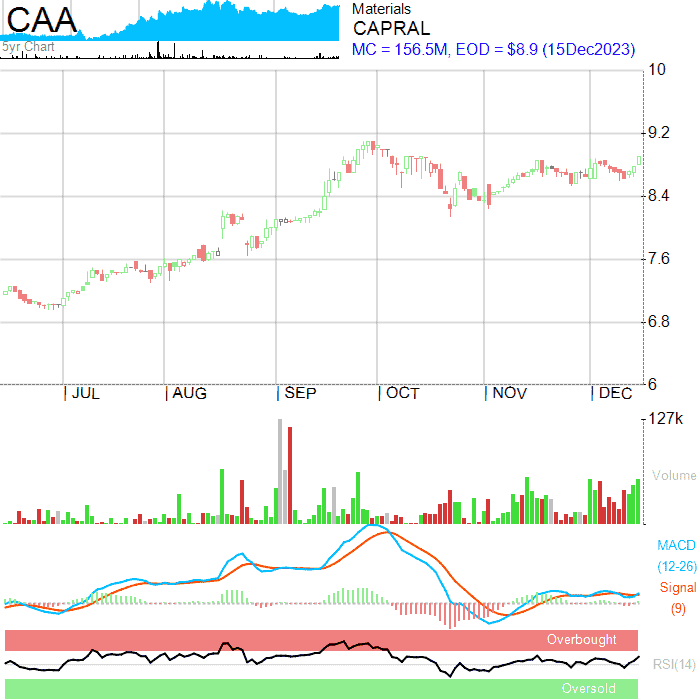 CAA
5yr Chart
Materials
CAPRAL
MC = 156.5M, EOD = $8.9 (15Dec2023)
10
9.2
8.4
7.6
6.8
6
| JUL | AUG | SEP | OCT | NOV | DEC
127k
Volume
MACD
(12-26)
Signal
(9)
Overbought
RSI(14)
Oversold